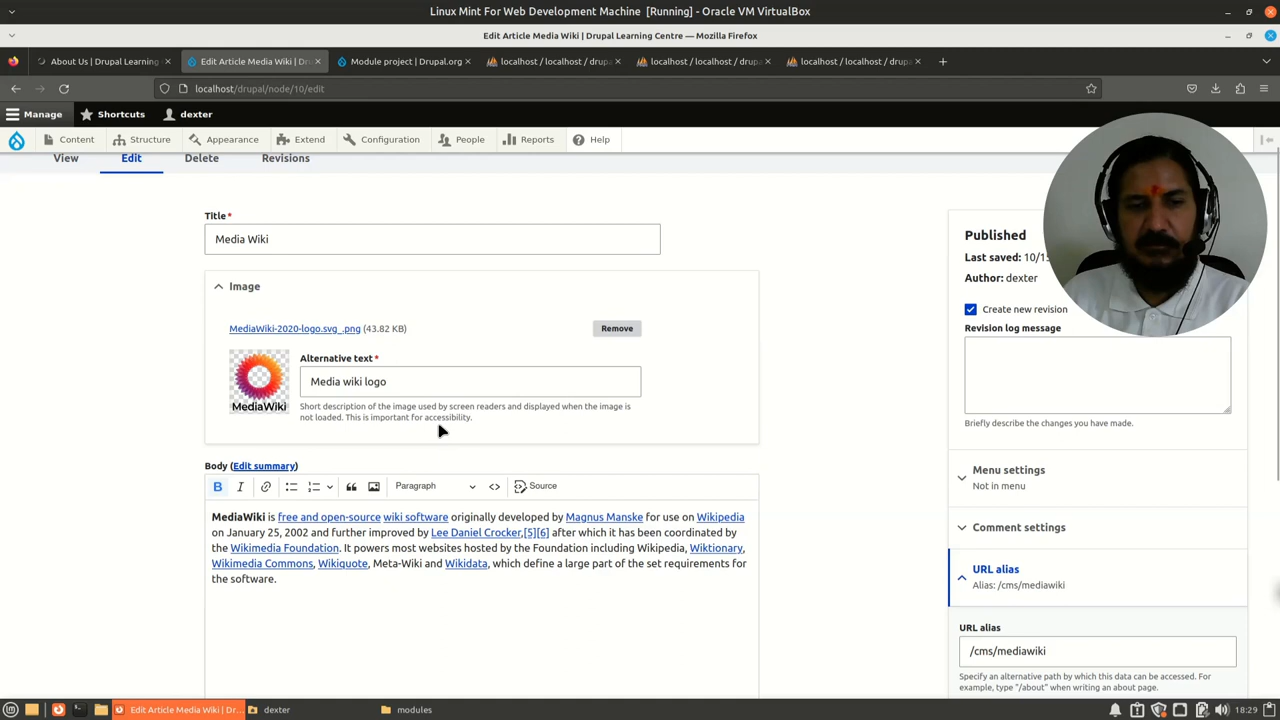 Linux Mint For Web Development Machine [Running] - Oracle VM VirtualBox
Edit Article Media Wiki | Drupal Learning Centre — Mozilla Firefox
About Us | Drupal Learning
Edit Article Media Wiki | Dr
Module project | Drupal.org
localhost / localhost / drup
localhost / localhost / drup
localhost / localhost / drup
localhost/drupal/node/10/edit
Manage Shortcuts dexter
Content Structure Appearance Extend Configuration People Reports Help
View Edit Delete Revisions
Title*
Media Wiki
Image
MediaWiki-2020-logo.svg_.png (43.82 KB)
Remove
Alternative text*
Media wiki logo
MediaWiki
Short description of the image used by screen readers and displayed when the image is
not loaded. This is important for accessibility.
Body (Edit summary)
B I Paragraph Source
MediaWiki is free and open-source wiki software originally developed by Magnus Manske for use on Wikipedia
on January 25, 2002 and further improved by Lee Daniel Crocker,[5][6] after which it has been coordinated by
the Wikimedia Foundation. It powers most websites hosted by the Foundation including Wikipedia, Wiktionary,
Wikimedia Commons, Wikiquote, Meta-Wiki and Wikidata, which define a large part of the set requirements for
the software.
Published
Last saved: 10/1
Author: dexter
Create new revision
Revision log message
Briefly describe the changes you have made.
Menu settings
Not in menu
Comment settings
URL alias
Alias: /cms/mediawiki
URL alias
/cms/mediawiki
Specify an alternative path by which this data can be accessed. For
example, type "/about" when writing an about page.
Edit Article Media Wiki | Dr...
dexter
modules
18:29